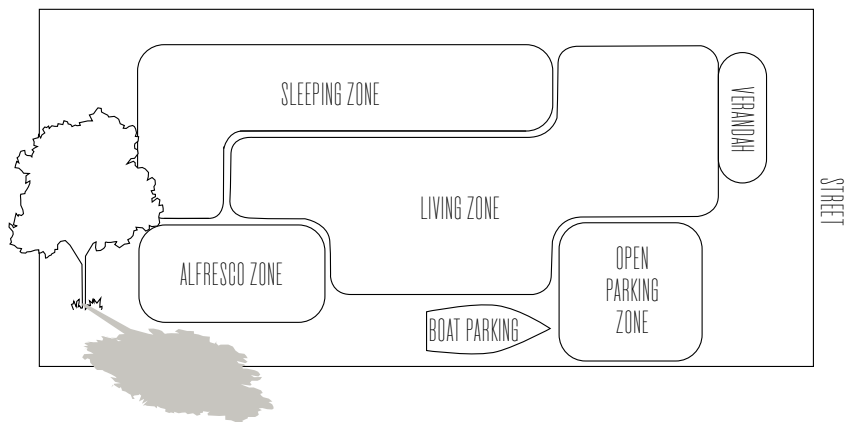 SLEEPING ZONE
VERANDAH
STREET
LIVING ZONE
ALFRESCO ZONE
OPEN
PARKING
ZONE
BOAT PARKING